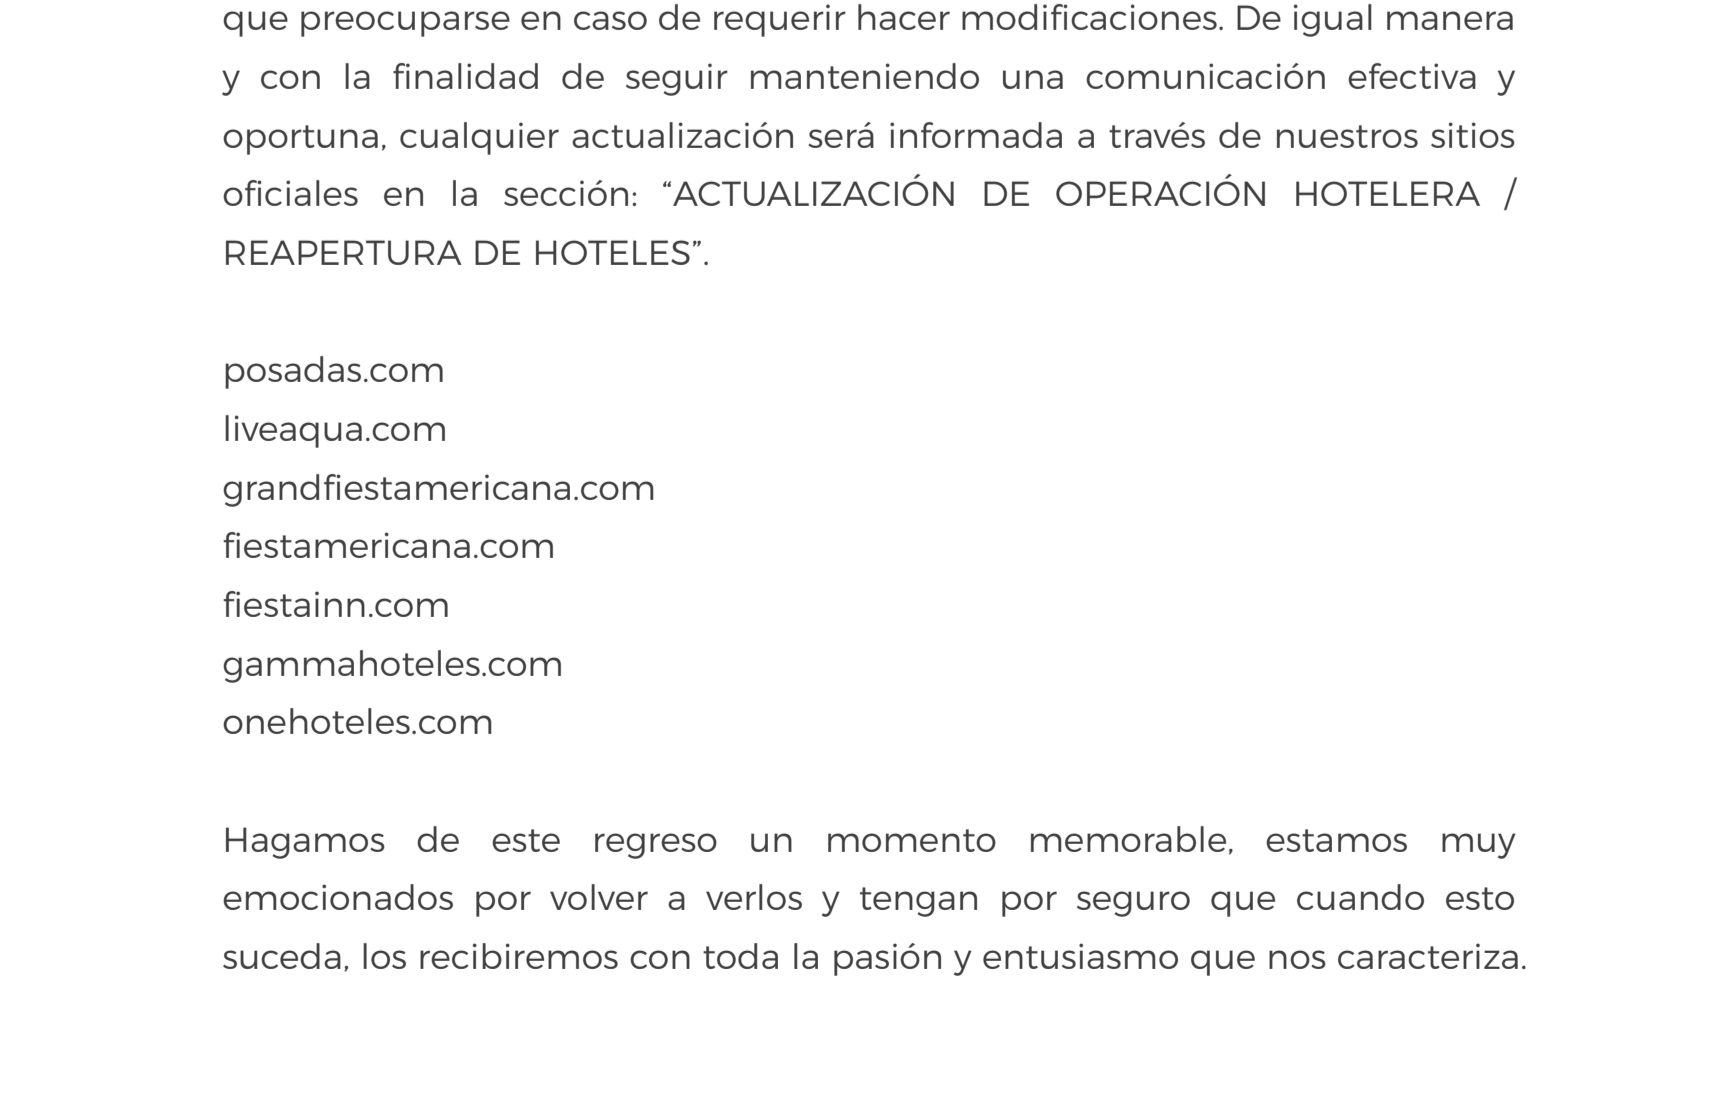 que preocuparse en caso de requerir hacer modificaciones. De igual manera
y con la finalidad de seguir manteniendo una comunicación efectiva y
oportuna, cualquier actualización será informada a través de nuestros sitios
oficiales en la sección: “ACTUALIZACIÓN DE OPERACIÓN HOTELERA /
REAPERTURA DE HOTELES”.
posadas.com
liveaqua.com
grandfiestamericana.com
fiestamericana.com
fiestainn.com
gammahoteles.com
onehoteles.com
Hagamos de este regreso un momento memorable, estamos muy
emocionados por volver a verlos y tengan por seguro que cuando esto
suceda, los recibiremos con toda la pasión y entusiasmo que nos caracteriza.